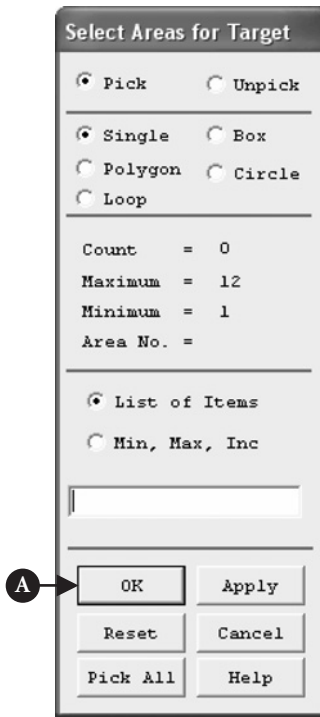 Select Areas for Target
Pick Unpick
Single Box
Polygon Circle
Loop
Count = 0
Maximum = 12
Minimum = 1
Area No. =
List of Items
Min, Max, Inc
A OK Apply
Reset Cancel
Pick All Help